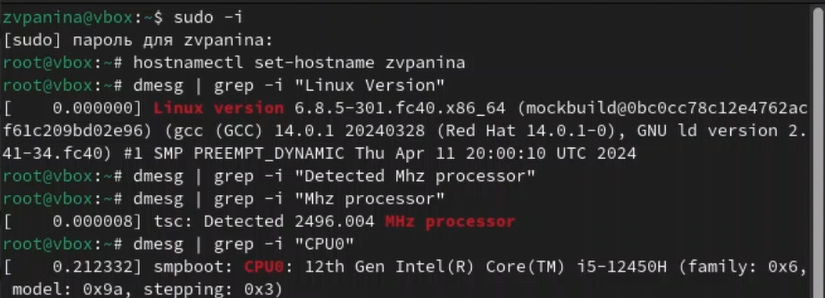 zvpanina@vbox:~$ sudo -i
[sudo] пароль для zvpanina:
root@vbox:~# hostnamectl set-hostname zvpanina
root@vbox:~# dmesg | grep -i "Linux Version"
[    0.000000] Linux version 6.8.5-301.fc40.x86_64 (mockbuild@0bc0cc78c12e4762ac
f61c209bd02e96) (gcc (GCC) 14.0.1 20240328 (Red Hat 14.0.1-0), GNU ld version 2.
41-34.fc40) #1 SMP PREEMPT_DYNAMIC Thu Apr 11 20:00:10 UTC 2024
root@vbox:~# dmesg | grep -i "Detected Mhz processor"
root@vbox:~# dmesg | grep -i "Mhz processor"
[    0.000008] tsc: Detected 2496.004 MHz processor
root@vbox:~# dmesg | grep -i "CPU0"
[    0.212332] smpboot: CPU0: 12th Gen Intel(R) Core(TM) i5-12450H (family: 0x6,
 model: 0x9a, stepping: 0x3)